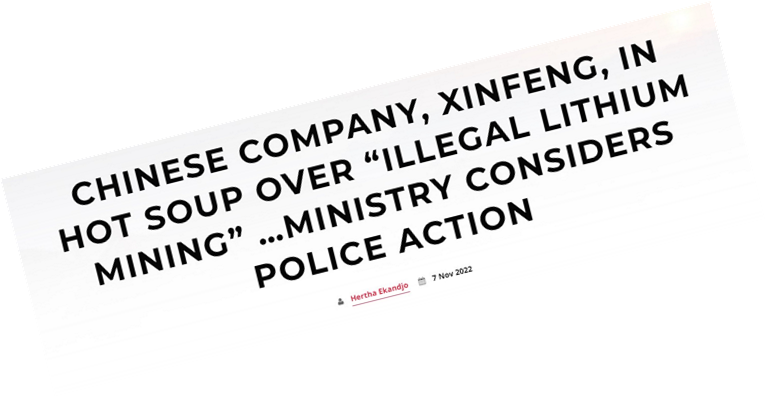 CHINESE COMPANY, XINFENG, IN
HOT SOUP OVER “ILLEGAL LITHIUM
MINING” …MINISTRY CONSIDERS
POLICE ACTION
Hertha Ekandjo 7 Nov 2022